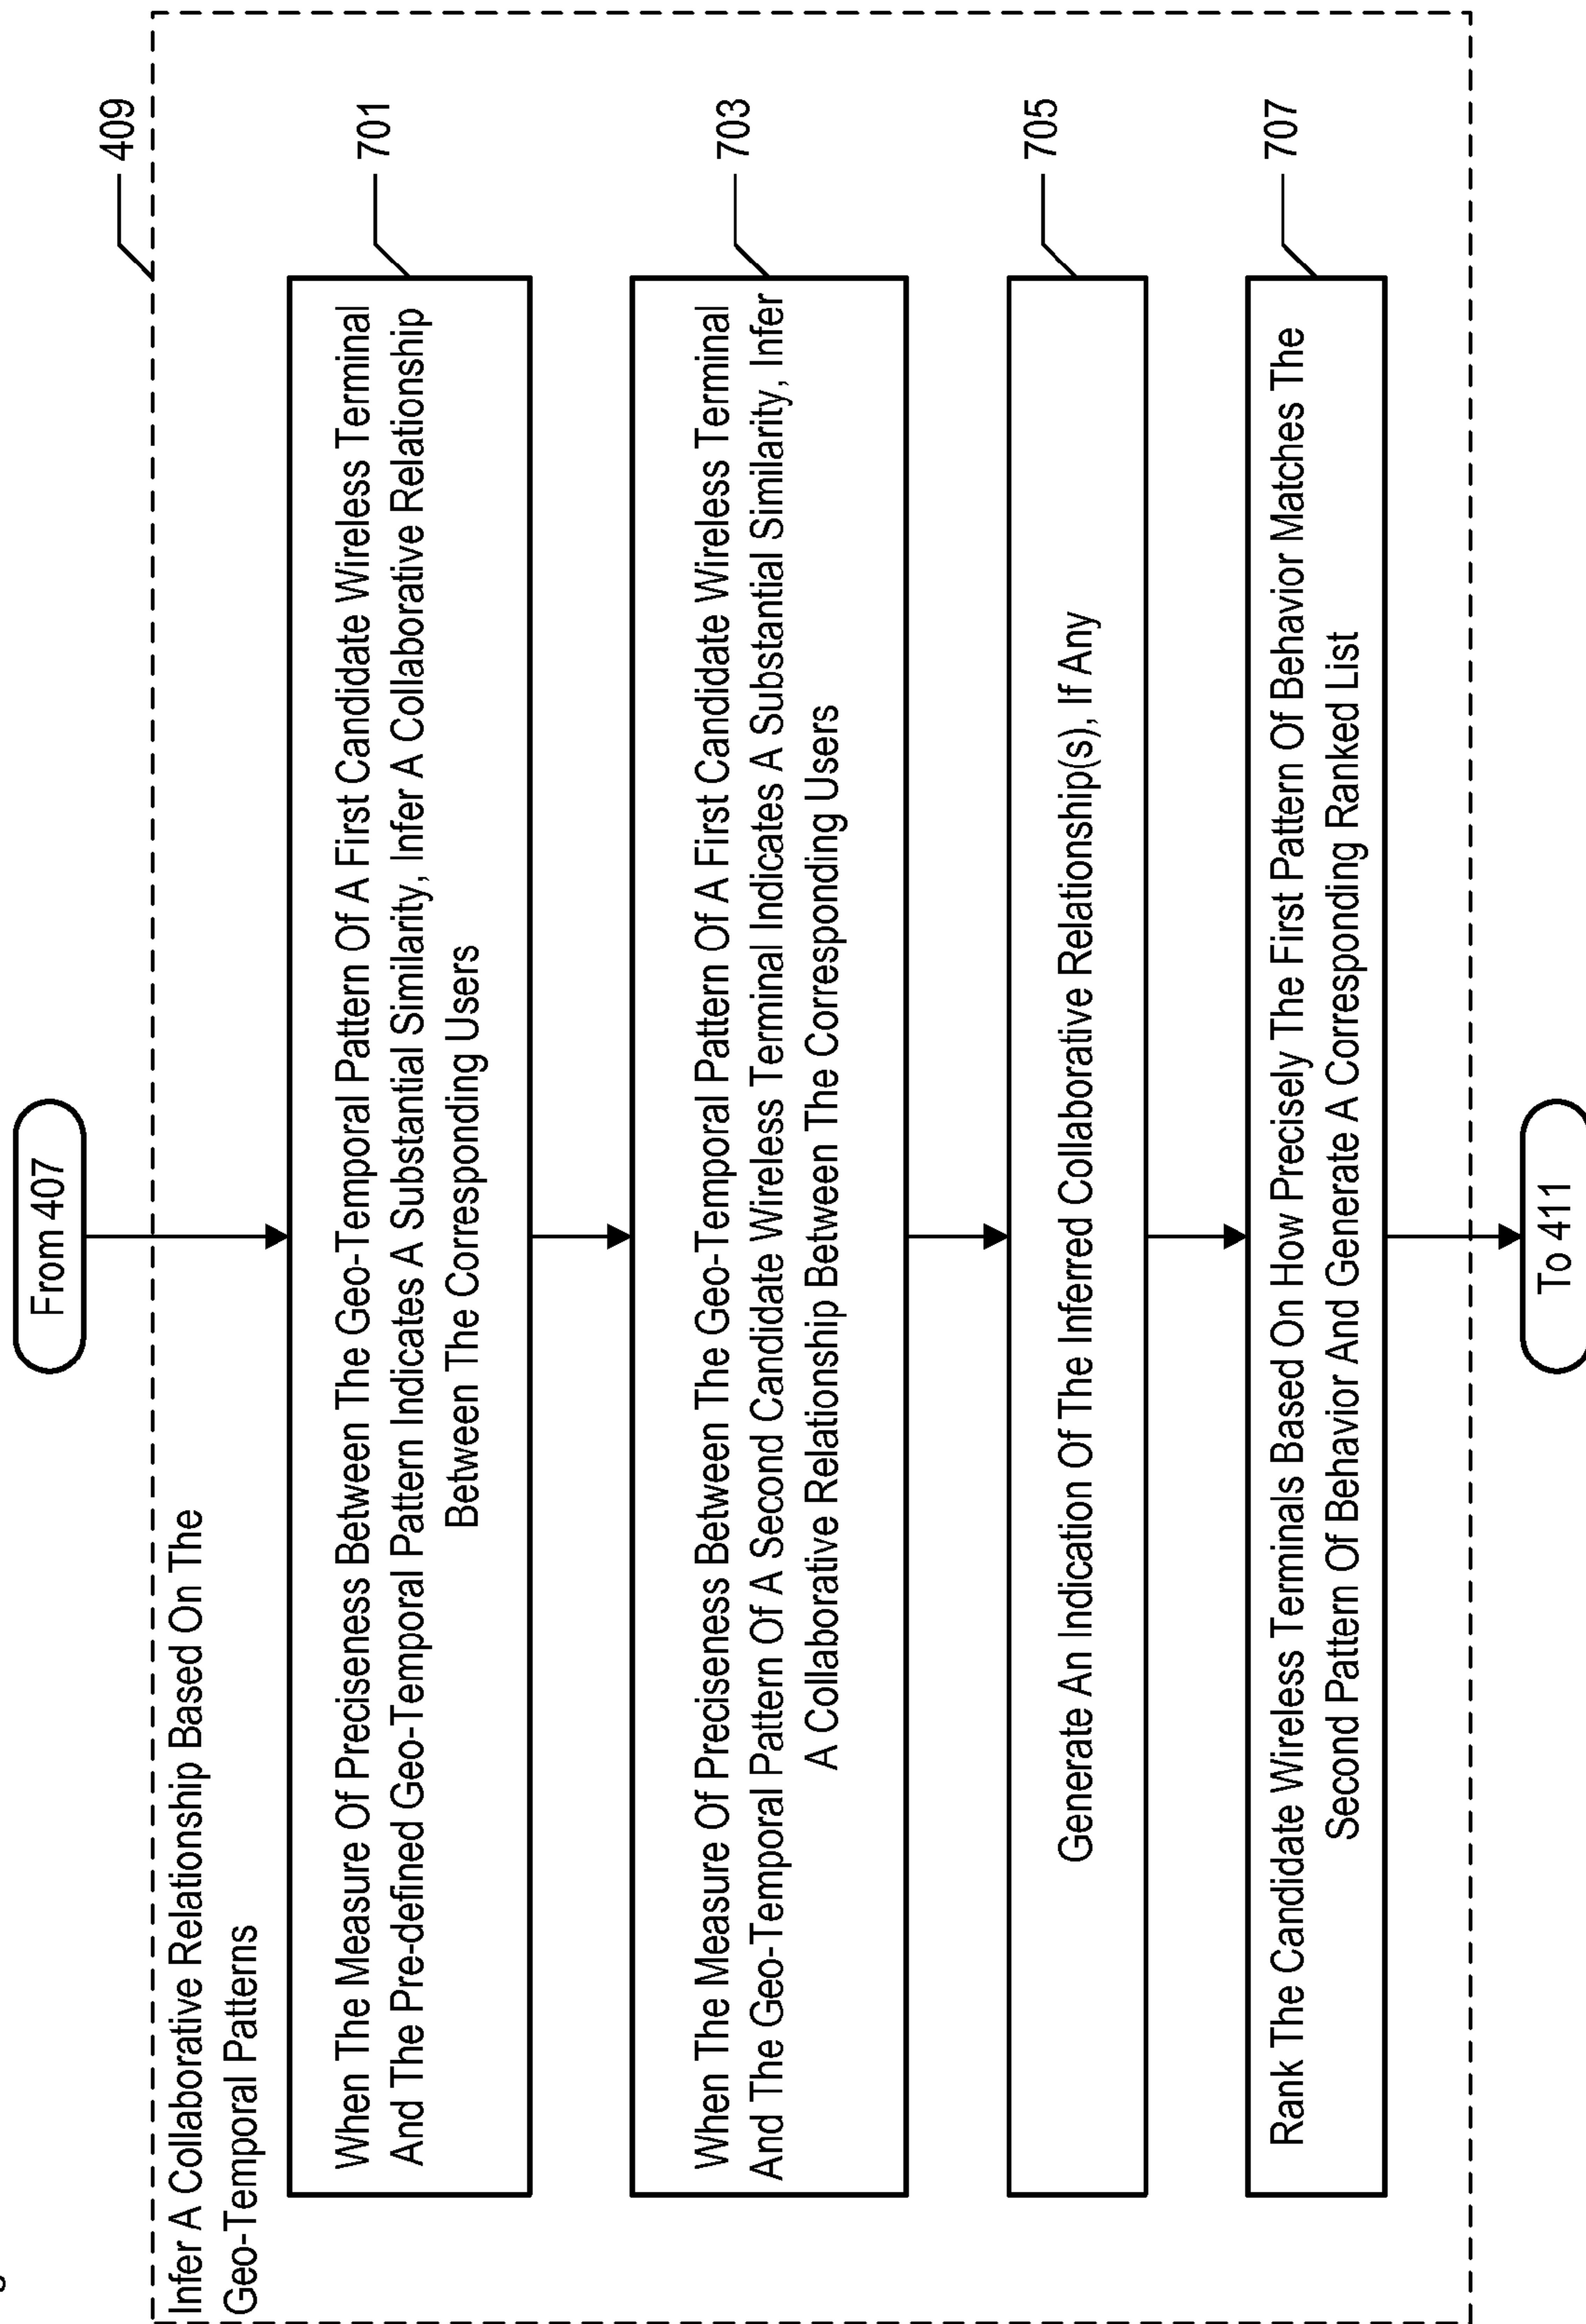 From 407
Infer A Collaborative Relationship Based On The
Geo-Temporal Patterns
409
When The Measure Of Preciseness Between The Geo-Temporal Pattern Of A First Candidate Wireless Terminal
And The Pre-defined Geo-Temporal Pattern Indicates A Substantial Similarity, Infer A Collaborative Relationship
Between The Corresponding Users
701
When The Measure Of Preciseness Between The Geo-Temporal Pattern Of A First Candidate Wireless Terminal
And The Geo-Temporal Pattern Of A Second Candidate Wireless Terminal Indicates A Substantial Similarity, Infer
A Collaborative Relationship Between The Corresponding Users
703
Generate An Indication Of The Inferred Collaborative Relationship(s), If Any
705
Rank The Candidate Wireless Terminals Based On How Precisely The First Pattern Of Behavior Matches The
Second Pattern Of Behavior And Generate A Corresponding Ranked List
707
To 411